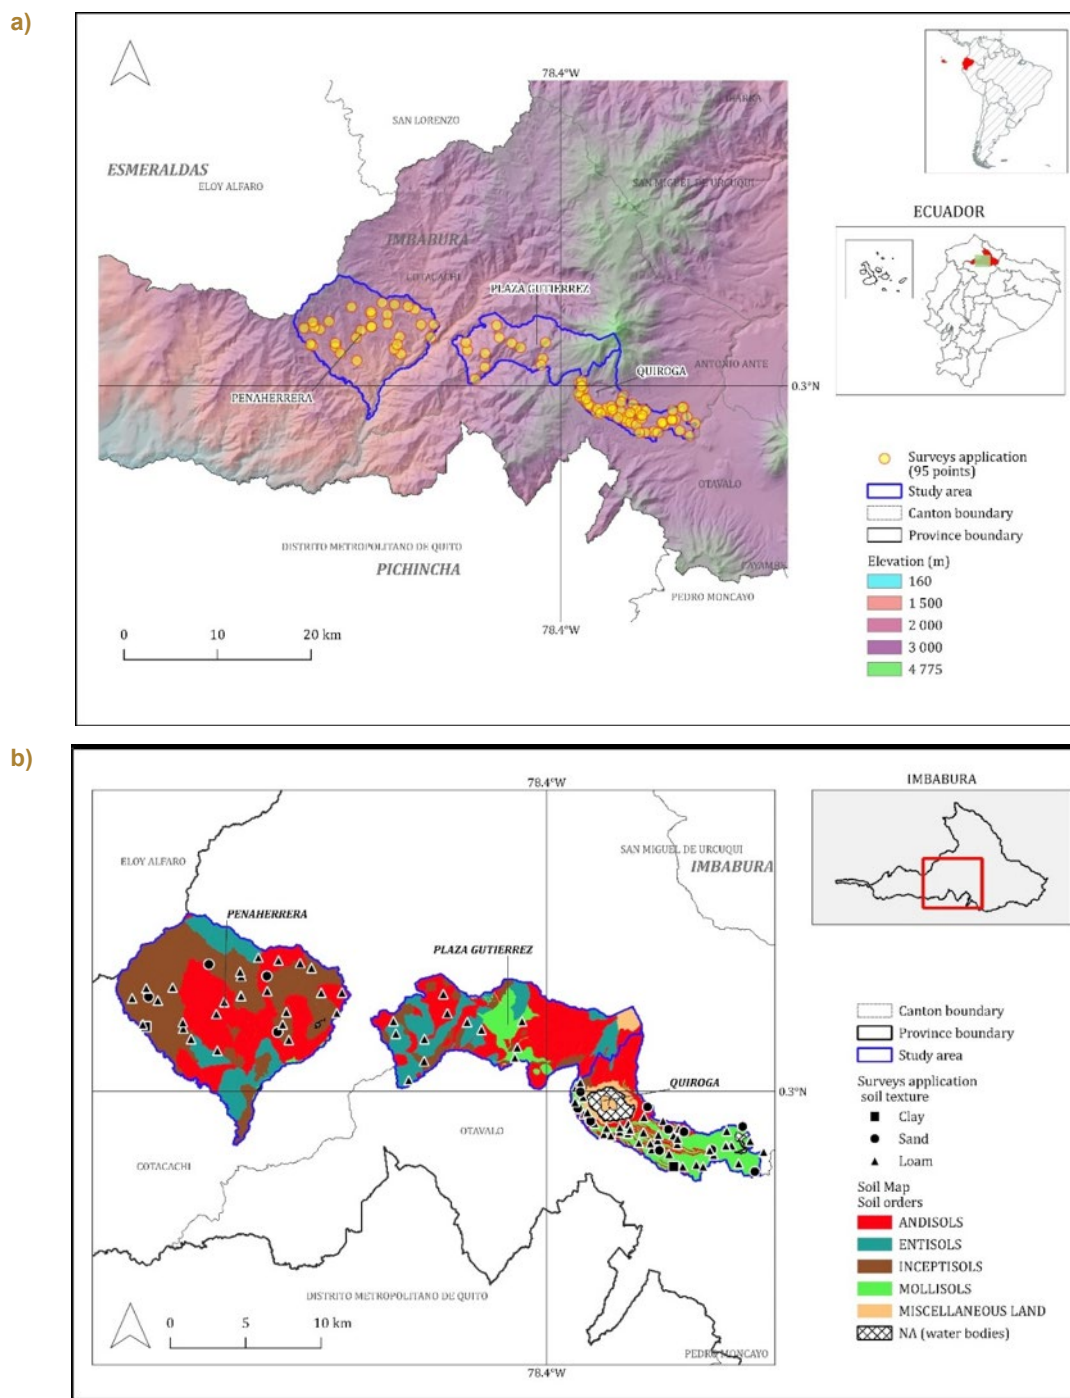 a)
78.4°W
SAN LORENZO
IBARRA
ESMERALDAS
ELOY ALFARO
SAN MIGUEL DE URCUQUI
IMBABURA
COTACACHI
PLAZA GUTIERREZ
ANTONIO ANTE
QUIROGA
0.3°N
PENAHERRERA
OTAVALO
DISTRITO METROPOLITANO DE QUITO
PICHINCHA
CAYAMBE
PEDRO MONCAYO
78.4°W
0 10 20 km
ECUADOR
Surveys application
(95 points)
Study area
Canton boundary
Province boundary
Elevation (m)
160
1 500
2 000
3 000
4 775
b)
78.4°W
IMBABURA
ELOY ALFARO
SAN MIGUEL DE URCUQUI
IMBABURA
PENAHERRERA
PLAZA GUTIERREZ
QUIROGA
0.3°N
OTAVALO
COTACACHI
DISTRITO METROPOLITANO DE QUITO
PEDRO MONCAYO
0 5 10 km
78.4°W
Canton boundary
Province boundary
Study area
Surveys application
soil texture
Clay
Sand
Loam
Soil Map
Soil orders
ANDISOLS
ENTISOLS
INCEPTISOLS
MOLLISOLS
MISCELLANEOUS LAND
NA (water bodies)